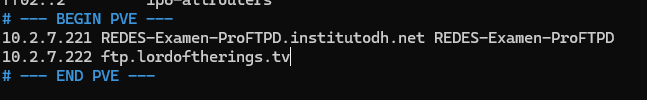 # --- BEGIN PVE ---
10.2.7.221 REDES-Examen-ProFTPD.institutodh.net REDES-Examen-ProFTPD
10.2.7.222 ftp.lordoftherings.tv
# --- END PVE ---